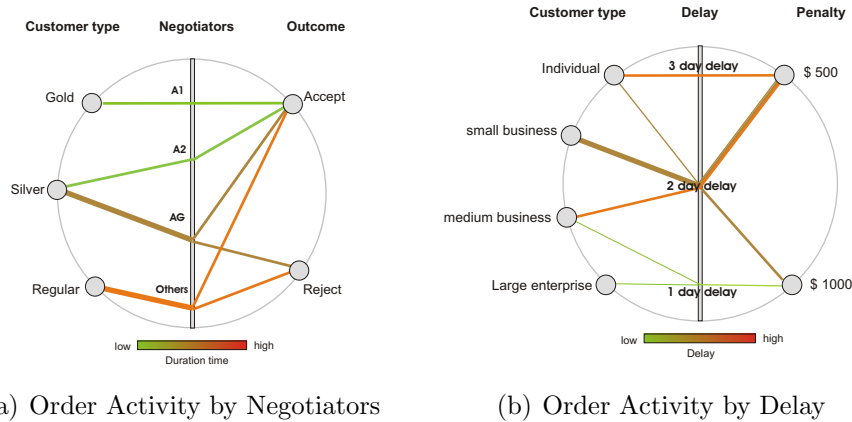 Customer type Negotiators Outcome
Gold
A1
Accept
A2
Silver
AG
Regular
Others
Reject
low high
Duration time
) Order Activity by Negotiators
Customer type Delay Penalty
Individual
3 day delay
$ 500
small business
2 day delay
medium business
Large enterprise
1 day delay
$ 1000
low high
Delay
(b) Order Activity by Delay